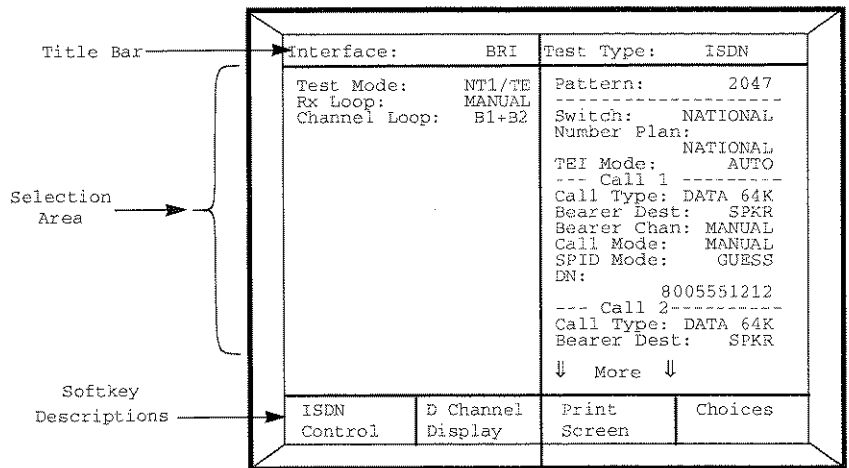 Title Bar
Interface: BRI
Test Type: ISDN
Test Mode: NT1/TE
Rx Loop: MANUAL
Channel Loop: B1+B2
Pattern: 2047
--------------------
Switch: NATIONAL
Number Plan:
NATIONAL
TEI Mode: AUTO
--- Call 1 ---------
Call Type: DATA 64K
Bearer Dest: SPKR
Bearer Chan: MANUAL
Call Mode: MANUAL
SPID Mode: GUESS
DN:
8005551212
--- Call 2----------
Call Type: DATA 64K
Bearer Dest: SPKR
⇓ More ⇓
Selection
Area
Softkey
Descriptions
ISDN
Control
D Channel
Display
Print
Screen
Choices